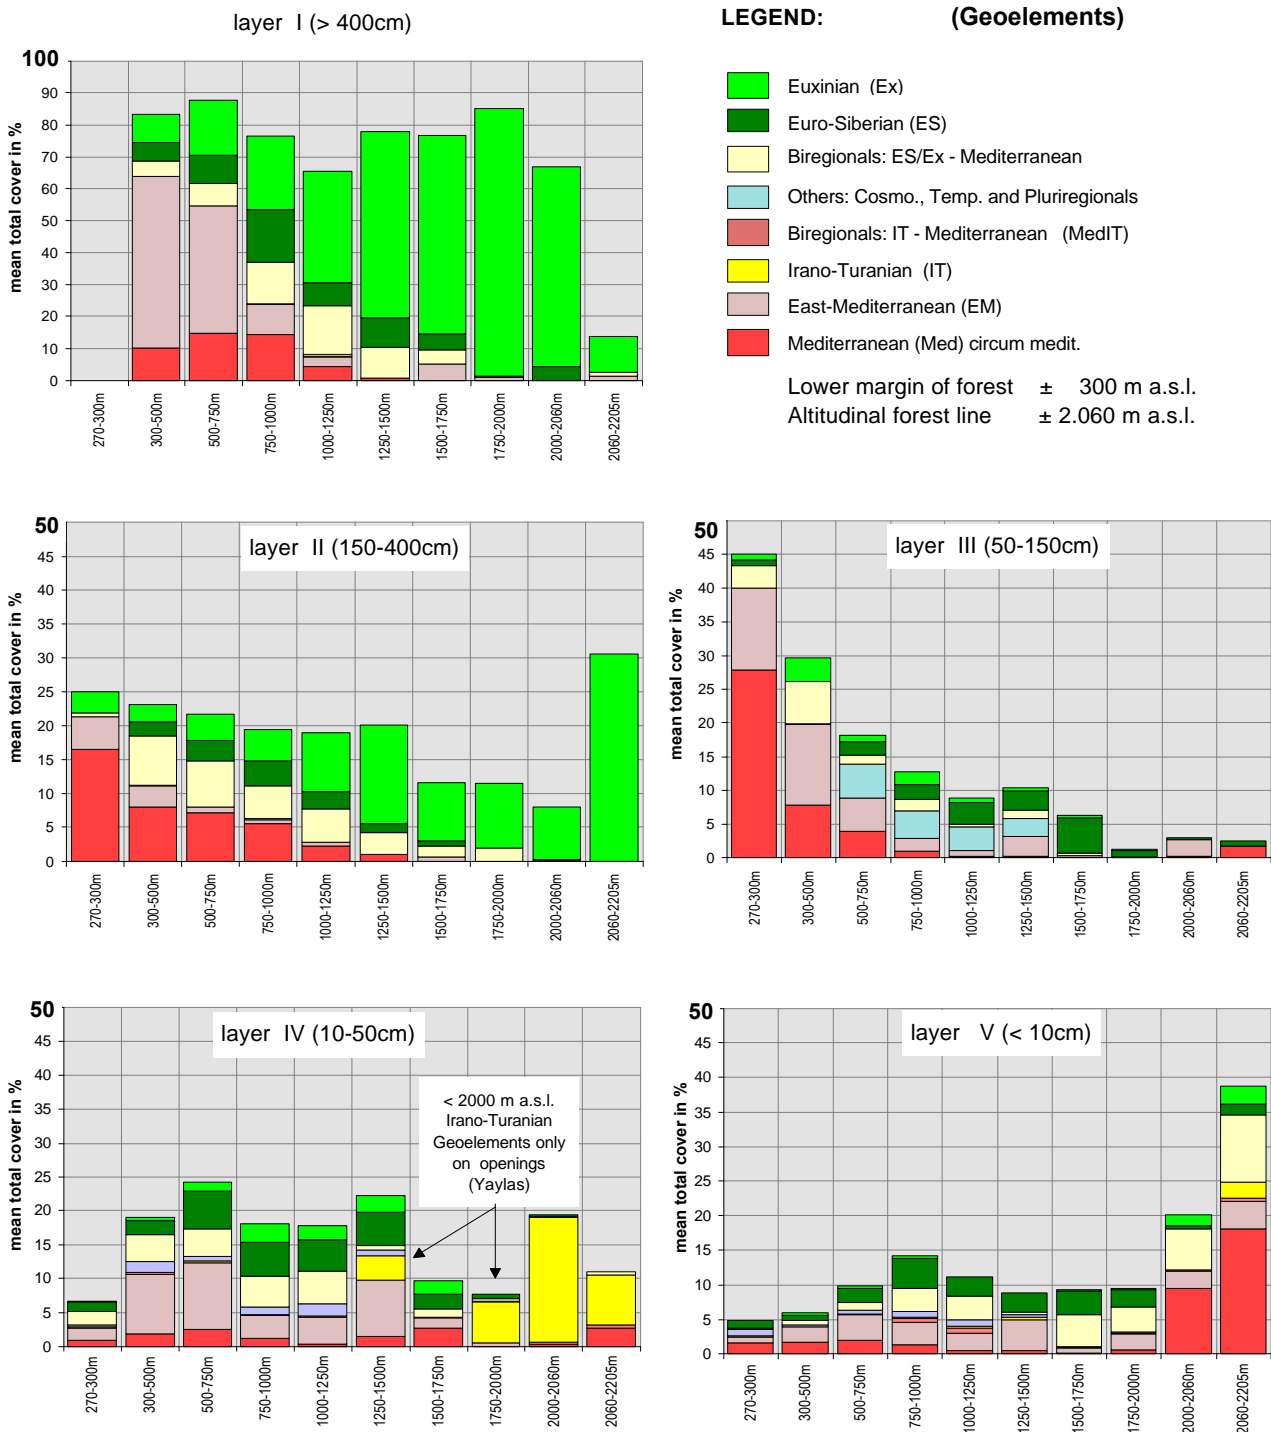 layer I (> 400cm)
mean total cover in %
100
90
80
70
60
50
40
30
20
10
0
270-300m
300-500m
500-750m
750-1000m
1000-1250m
1250-1500m
1500-1750m
1750-2000m
2000-2060m
2060-2205m
LEGEND: (Geoelements)
Euxinian (Ex)
Euro-Siberian (ES)
Biregionals: ES/Ex - Mediterranean
Others: Cosmo., Temp. and Pluriregionals
Biregionals: IT - Mediterranean (MedIT)
Irano-Turanian (IT)
East-Mediterranean (EM)
Mediterranean (Med) circum medit.
Lower margin of forest ± 300 m a.s.l.
Altitudinal forest line ± 2.060 m a.s.l.
layer II (150-400cm)
mean total cover in %
50
45
40
35
30
25
20
15
10
5
0
270-300m
300-500m
500-750m
750-1000m
1000-1250m
1250-1500m
1500-1750m
1750-2000m
2000-2060m
2060-2205m
layer III (50-150cm)
mean total cover in %
50
45
40
35
30
25
20
15
10
5
0
270-300m
300-500m
500-750m
750-1000m
1000-1250m
1250-1500m
1500-1750m
1750-2000m
2000-2060m
2060-2205m
layer IV (10-50cm)
mean total cover in %
50
45
40
35
30
25
20
15
10
5
0
< 2000 m a.s.l.
Irano-Turanian
Geoelements only
on openings
(Yaylas)
270-300m
300-500m
500-750m
750-1000m
1000-1250m
1250-1500m
1500-1750m
1750-2000m
2000-2060m
2060-2205m
layer V (< 10cm)
mean total cover in %
50
45
40
35
30
25
20
15
10
5
0
270-300m
300-500m
500-750m
750-1000m
1000-1250m
1250-1500m
1500-1750m
1750-2000m
2000-2060m
2060-2205m